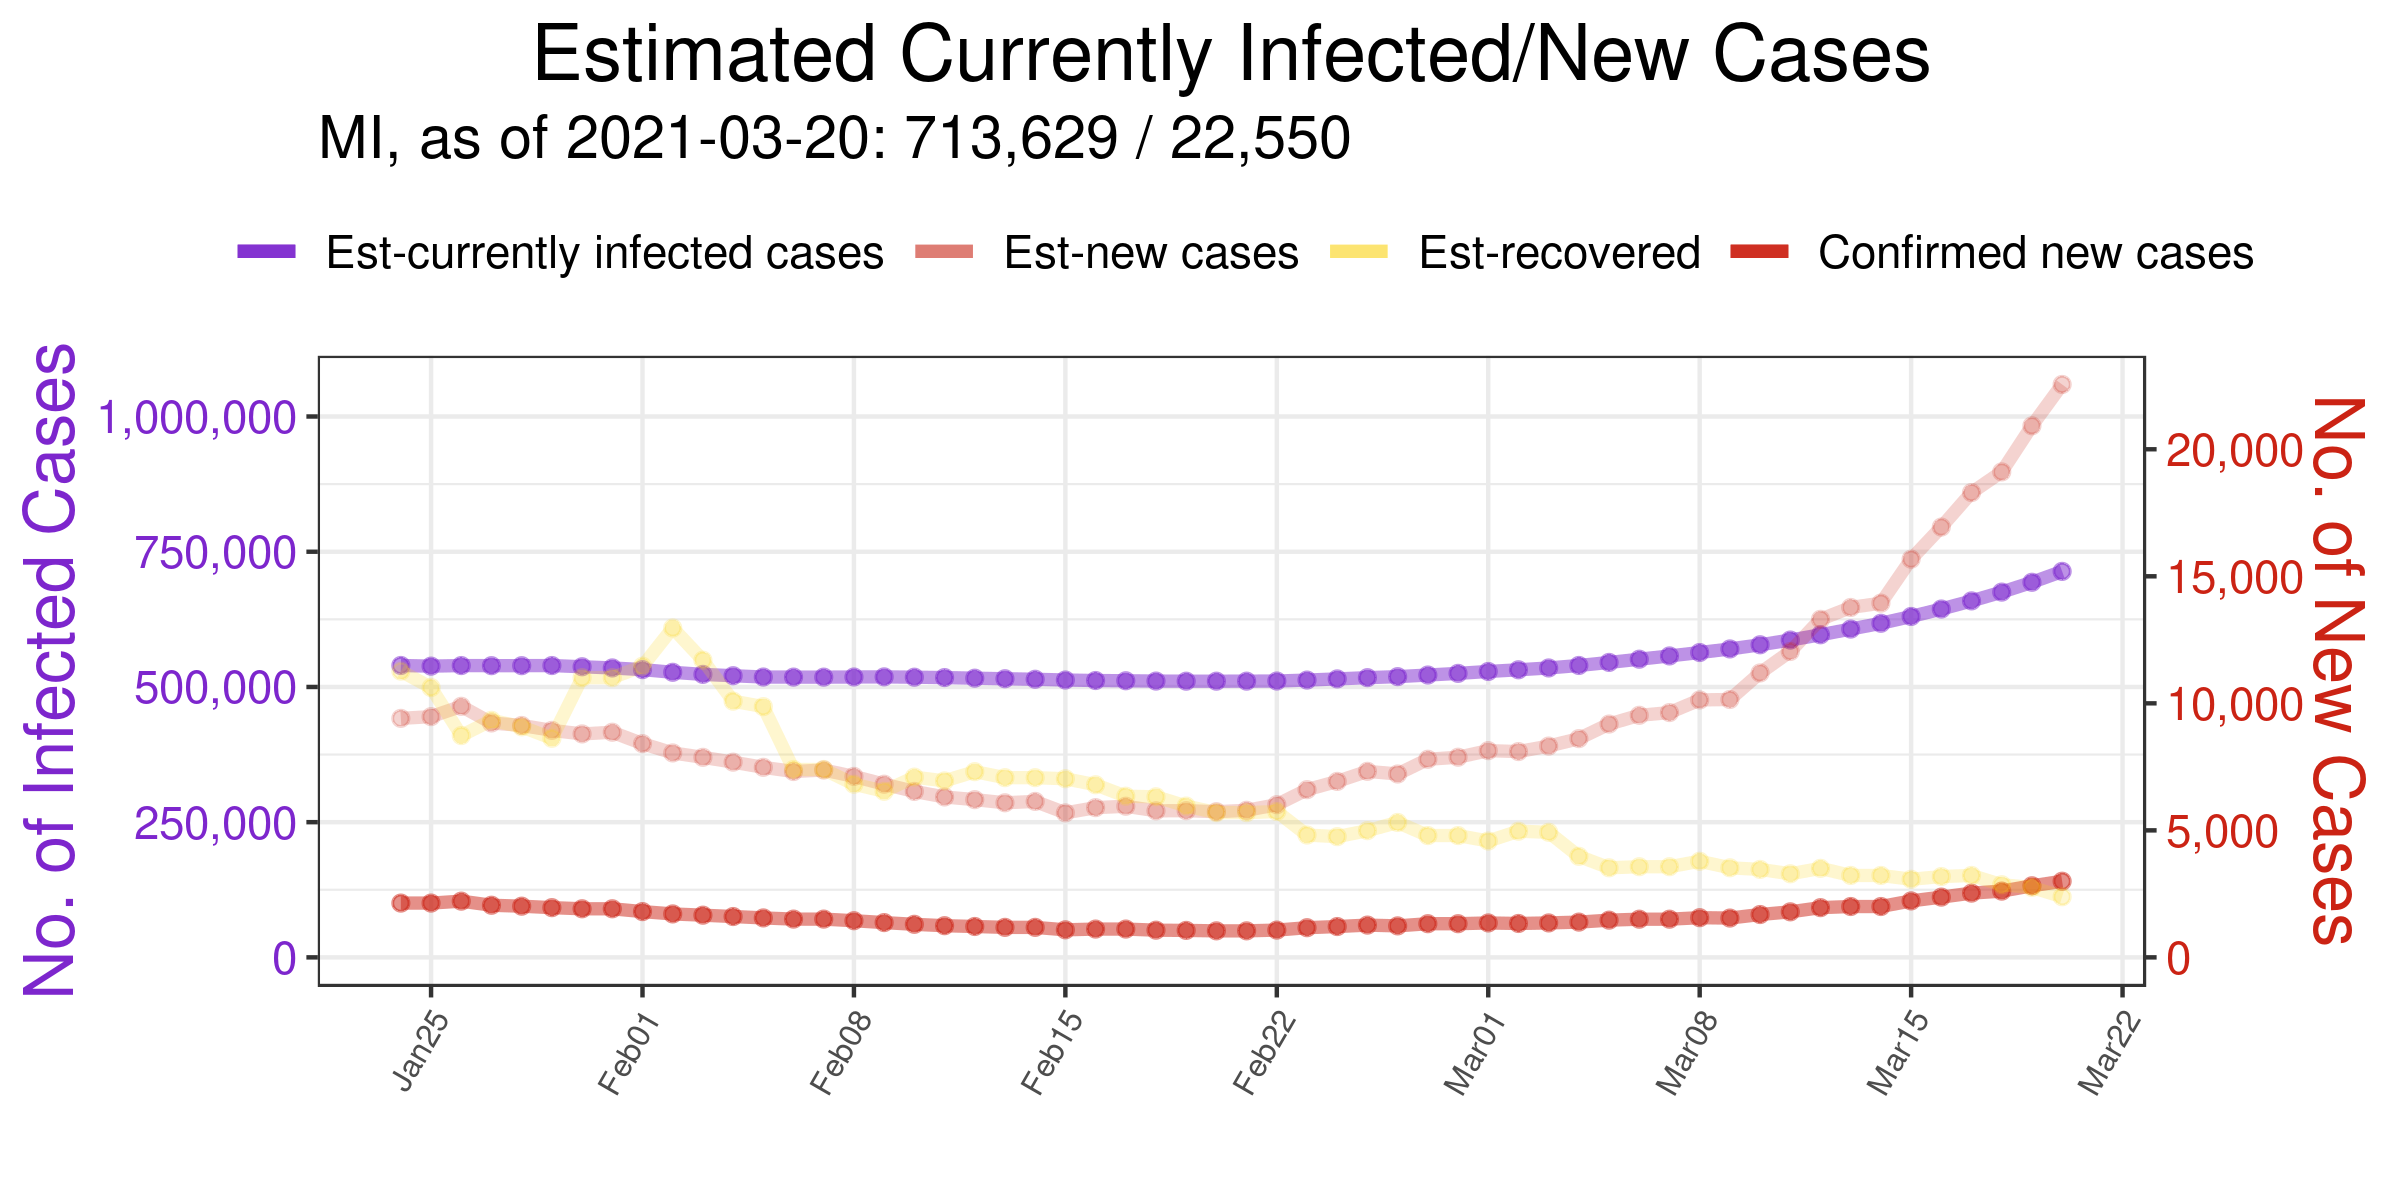 Estimated Currently Infected/New Cases
MI, as of 2021-03-20: 713,629 / 22,550
Est-currently infected cases Est-new cases Est-recovered Confirmed new cases
No. of Infected Cases
1,000,000
750,000
500,000
250,000
0
20,000
15,000
10,000
5,000
0
No. of New Cases
Jan25 Feb01 Feb08 Feb15 Feb22 Mar01 Mar08 Mar15 Mar22